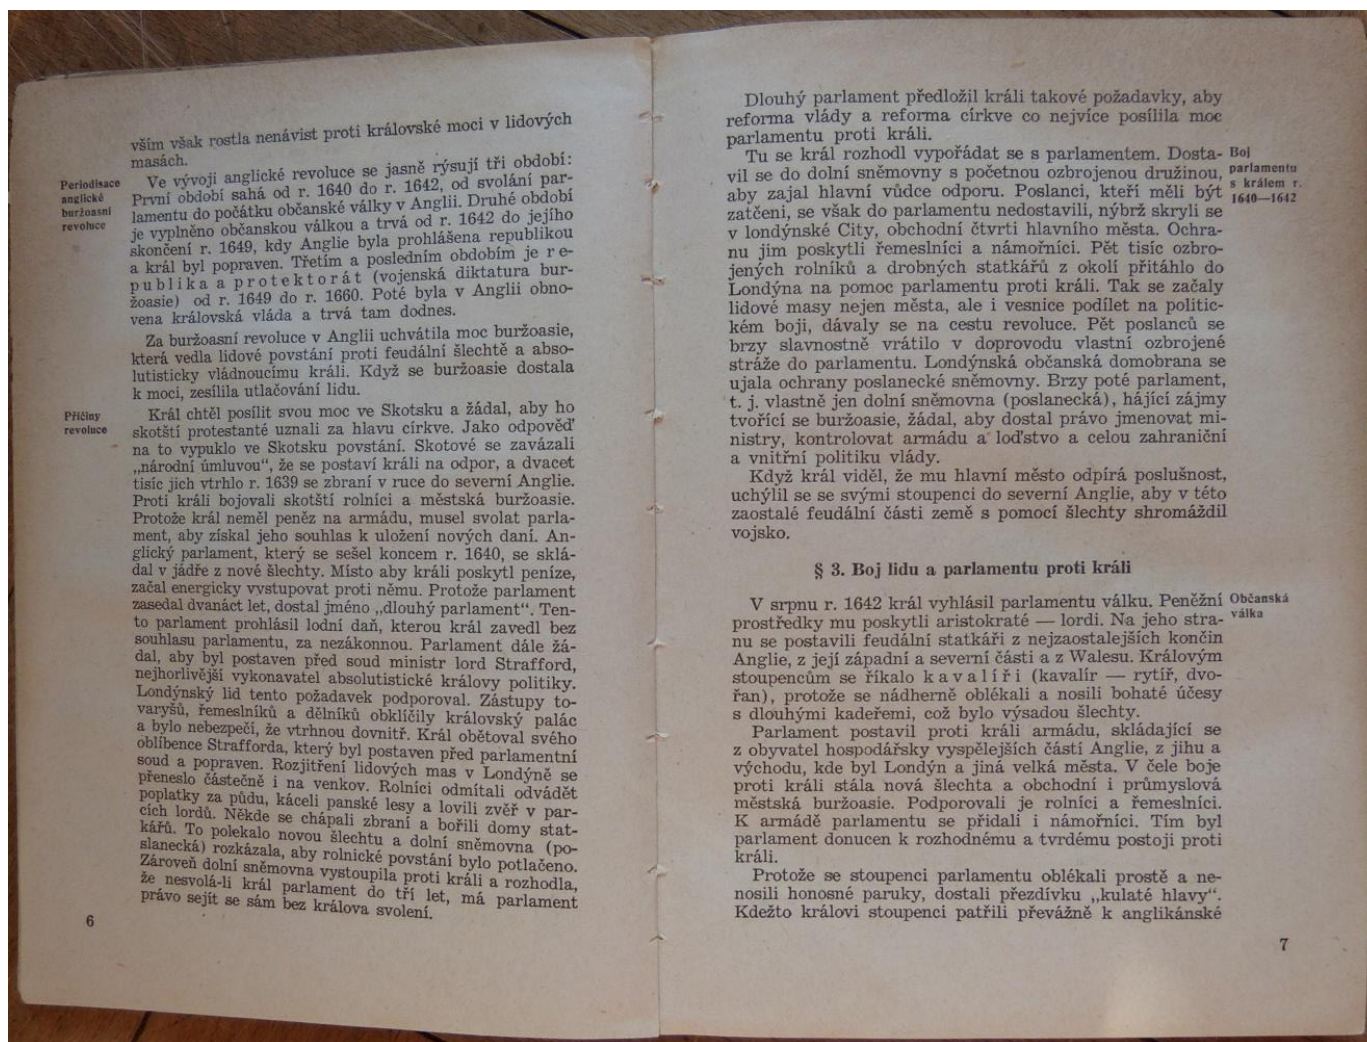 vším však rostla nenávist proti královské moci v lidových
masách.
Periodisace
anglické
buržoasní
revoluce
Ve vývoji anglické revoluce se jasně rýsují tři období:
První období sahá od r. 1640 do r. 1642, od svolání par-
lamentu do počátku občanské války v Anglii. Druhé období
je vyplněno občanskou válkou a trvá od r. 1642 do jejího
skončení r. 1649, kdy Anglie byla prohlášena republikou
a král byl popraven. Třetím a posledním obdobím je re-
publika a protektorát (vojenská diktatura bur-
žoasie) od r. 1649 do r. 1660. Poté byla v Anglii obno-
vena královská vláda a trvá tam dodnes.
Za buržoasní revoluce v Anglii uchvátila moc buržoasie,
která vedla lidové povstání proti feudální šlechtě a abso-
lutisticky vládnoucímu králi. Když se buržoasie dostala
k moci, zesílila utlačování lidu.
Příčiny
revoluce
Král chtěl posílit svou moc ve Skotsku a žádal, aby ho
skotští protestanté uznali za hlavu církve. Jako odpověď
na to vypuklo ve Skotsku povstání. Skotové se zavázali
„národní úmluvou“, že se postaví králi na odpor, a dvacet
tisíc jich vtrhlo r. 1639 se zbraní v ruce do severní Anglie.
Proti králi bojovali skotští rolníci a městská buržoasie.
Protože král neměl peněz na armádu, musel svolat parla-
ment, aby získal jeho souhlas k uložení nových daní. An-
glický parlament, který se sešel koncem r. 1640, se sklá-
dal v jádře z nové šlechty. Místo aby králi poskytl peníze,
začal energicky vystupovat proti němu. Protože parlament
zasedal dvanáct let, dostal jméno „dlouhý parlament“. Ten-
to parlament prohlásil lodní daň, kterou král zavedl bez
souhlasu parlamentu, za nezákonnou. Parlament dále žá-
dal, aby byl postaven před soud ministr lord Strafford,
nejhorlivější vykonavatel absolutistické královy politiky.
Londýnský lid tento požadavek podporoval. Zástupy to-
varyšů, řemeslníků a dělníků obklíčily královský palác
a bylo nebezpečí, že vtrhnou dovnitř. Král obětoval svého
oblíbence Strafforda, který byl postaven před parlamentní
soud a popraven. Rozjitření lidových mas v Londýně se
přeneslo částečně i na venkov. Rolníci odmítali odvádět
poplatky za půdu, káceli panské lesy a lovili zvěř v par-
cích lordů. Někde se chápali zbraní a bořili domy stat-
kářů. To polekalo novou šlechtu a dolní sněmovna (po-
slanecká) rozkázala, aby rolnické povstání bylo potlačeno.
Zároveň dolní sněmovna vystoupila proti králi a rozhodla,
že nesvolá-li král parlament do tří let, má parlament
právo sejít se sám bez králova svolení.
6
Dlouhý parlament předložil králi takové požadavky, aby
reforma vlády a reforma církve co nejvíce posílila moc
parlamentu proti králi.
Tu se král rozhodl vypořádat se s parlamentem. Dosta-
vil se do dolní sněmovny s početnou ozbrojenou družinou,
aby zajal hlavní vůdce odporu. Poslanci, kteří měli být
zatčeni, se však do parlamentu nedostavili, nýbrž skryli se
v londýnské City, obchodní čtvrti hlavního města. Ochra-
nu jim poskytli řemeslníci a námořníci. Pět tisíc ozbro-
jených rolníků a drobných statkářů z okolí přitáhlo do
Londýna na pomoc parlamentu proti králi. Tak se začaly
lidové masy nejen města, ale i vesnice podílet na politic-
kém boji, dávaly se na cestu revoluce. Pět poslanců se
brzy slavnostně vrátilo v doprovodu vlastní ozbrojené
stráže do parlamentu. Londýnská občanská domobrana se
ujala ochrany poslanecké sněmovny. Brzy poté parlament,
t. j. vlastně jen dolní sněmovna (poslanecká), hájící zájmy
tvořící se buržoasie, žádal, aby dostal právo jmenovat mi-
nistry, kontrolovat armádu a loďstvo a celou zahraniční
a vnitřní politiku vlády.
Boj
parlamentu
s králem r.
1640—1642
Když král viděl, že mu hlavní město odpírá poslušnost,
uchýlil se se svými stoupenci do severní Anglie, aby v této
zaostalé feudální části země s pomocí šlechty shromáždil
vojsko.
§ 3. Boj lidu a parlamentu proti králi
V srpnu r. 1642 král vyhlásil parlamentu válku. Peněžní
prostředky mu poskytli aristokraté — lordi. Na jeho stra-
nu se postavili feudální statkáři z nejzaostalejších končin
Anglie, z její západní a severní části a z Walesu. Královým
stoupencům se říkalo kavalíři (kavalír — rytíř, dvo-
řan), protože se nádherně oblékali a nosili bohaté účesy
s dlouhými kadeřemi, což bylo výsadou šlechty.
Občanská
válka
Parlament postavil proti králi armádu, skládající se
z obyvatel hospodářsky vyspělejších částí Anglie, z jihu a
východu, kde byl Londýn a jiná velká města. V čele boje
proti králi stála nová šlechta a obchodní i průmyslová
městská buržoasie. Podporovali je rolníci a řemeslníci.
K armádě parlamentu se přidali i námořníci. Tím byl
parlament donucen k rozhodnému a tvrdému postoji proti
králi.
Protože se stoupenci parlamentu oblékali prostě a ne-
nosili honosné paruky, dostali přezdívku „kulaté hlavy“.
Kdežto královi stoupenci patřili převážně k anglikánské
7